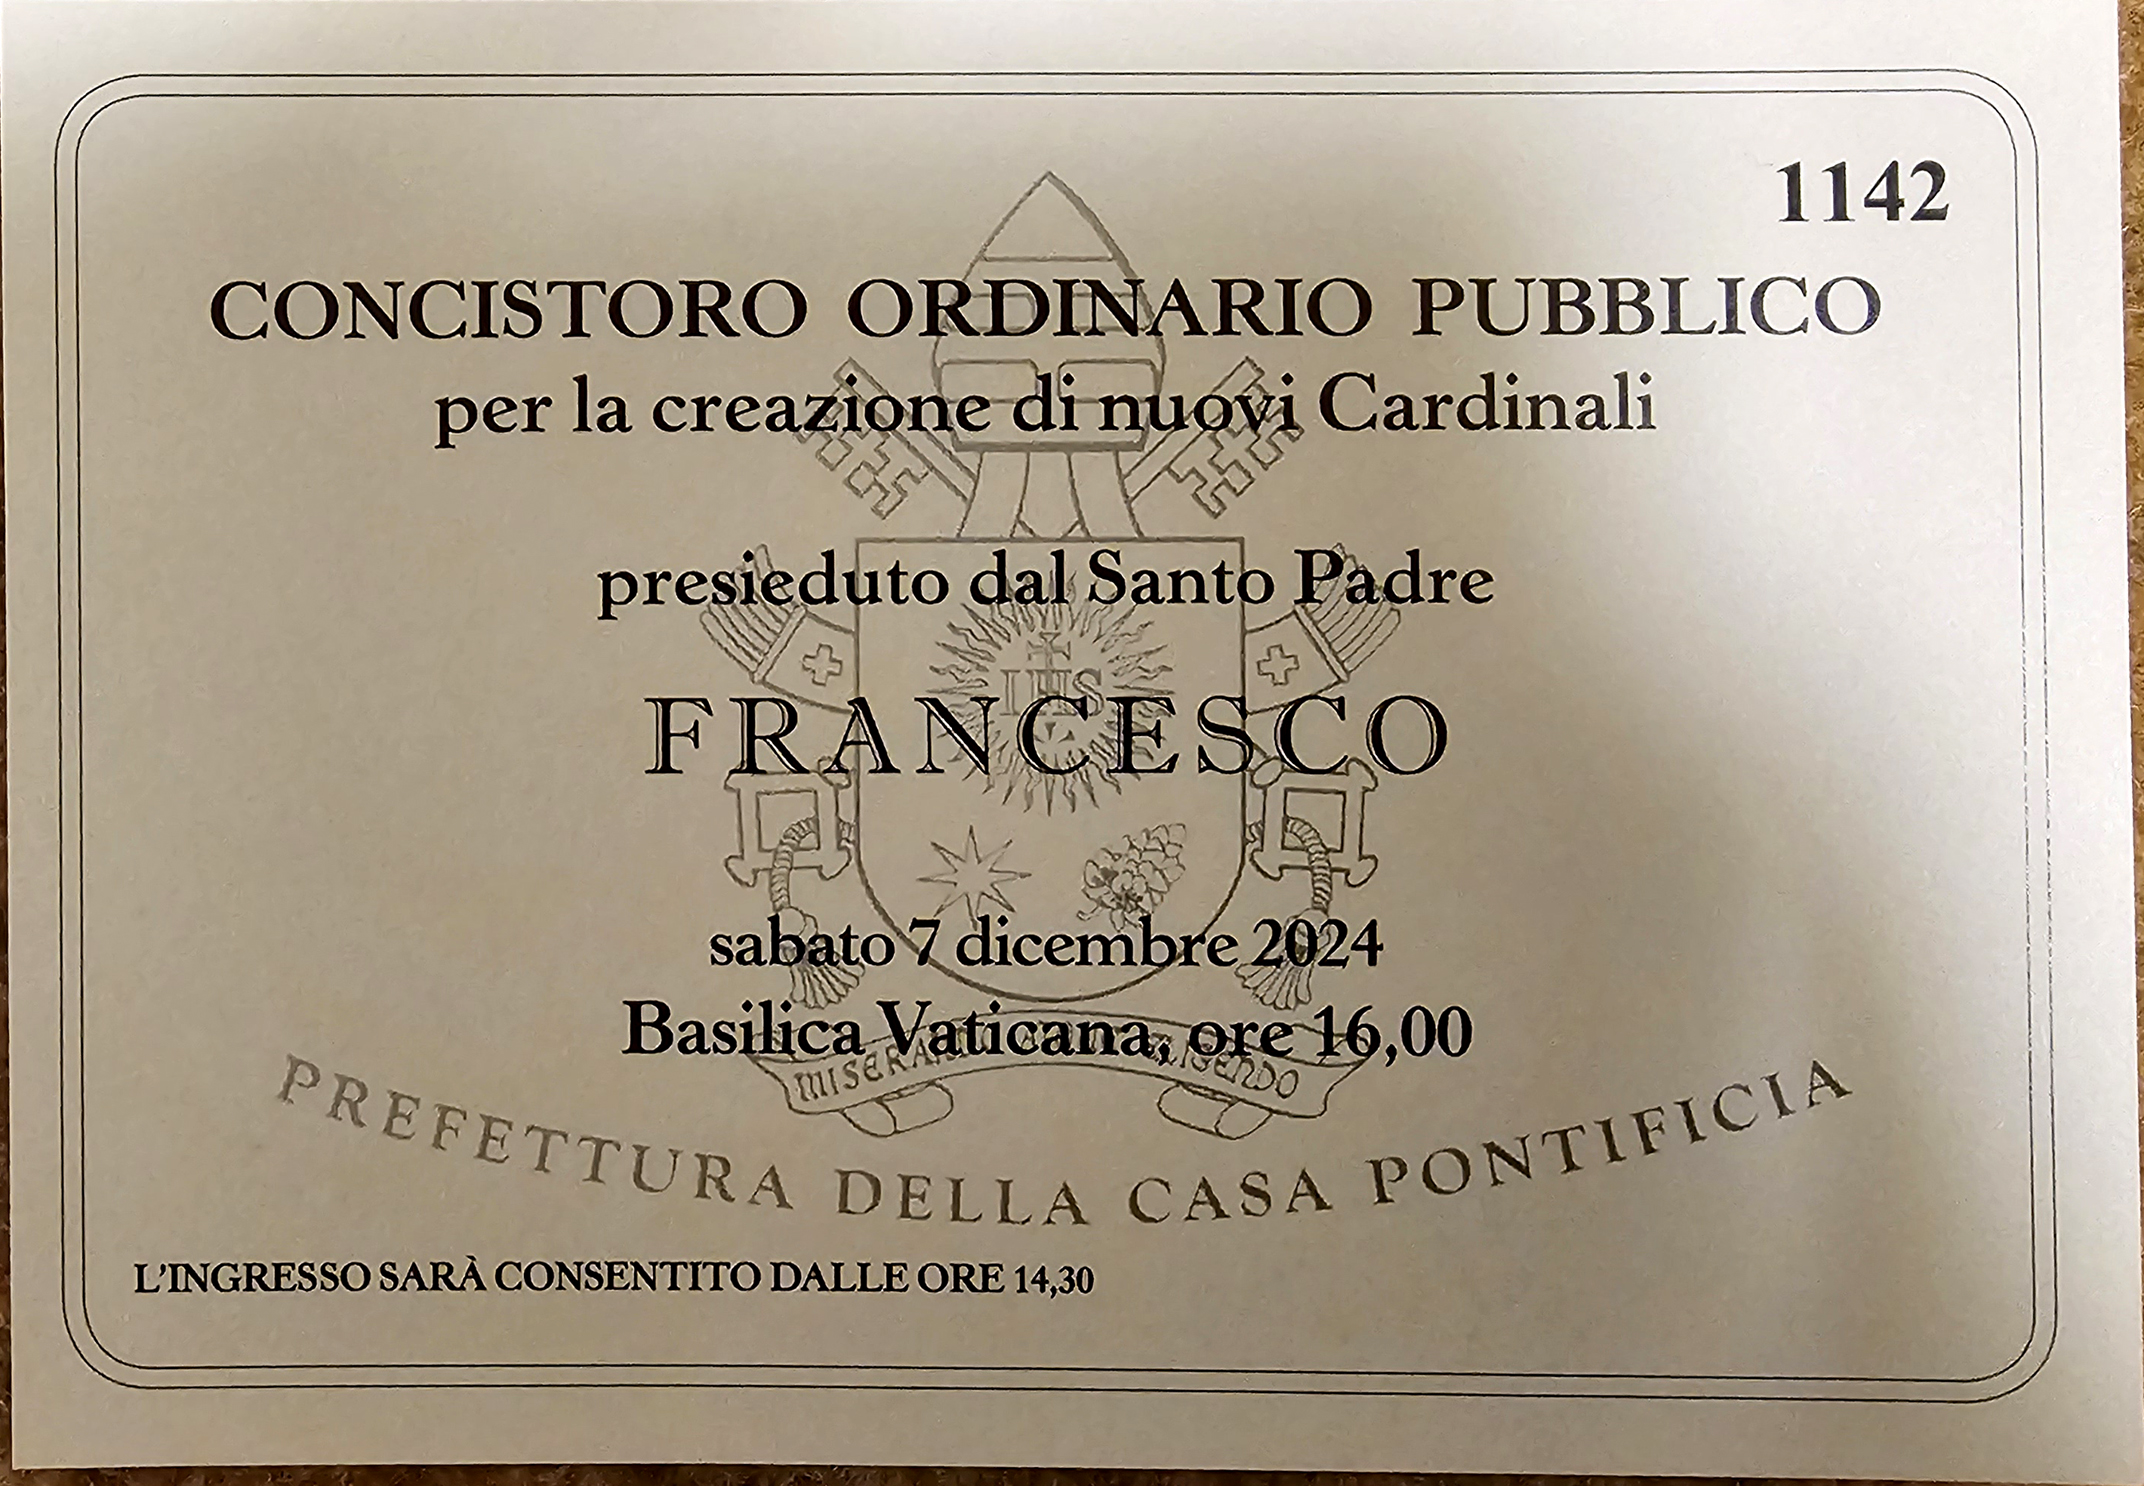 1142
CONCISTORO ORDINARIO PUBBLICO
per la creazione di nuovi Cardinali
presieduto dal Santo Padre
IHS
FRANCESCO
sabato 7 dicembre 2024
Basilica Vaticana, ore 16,00
PREFETTURA DELLA CASA PONTIFICIA
L'INGRESSO SARÀ CONSENTITO DALLE ORE 14,30